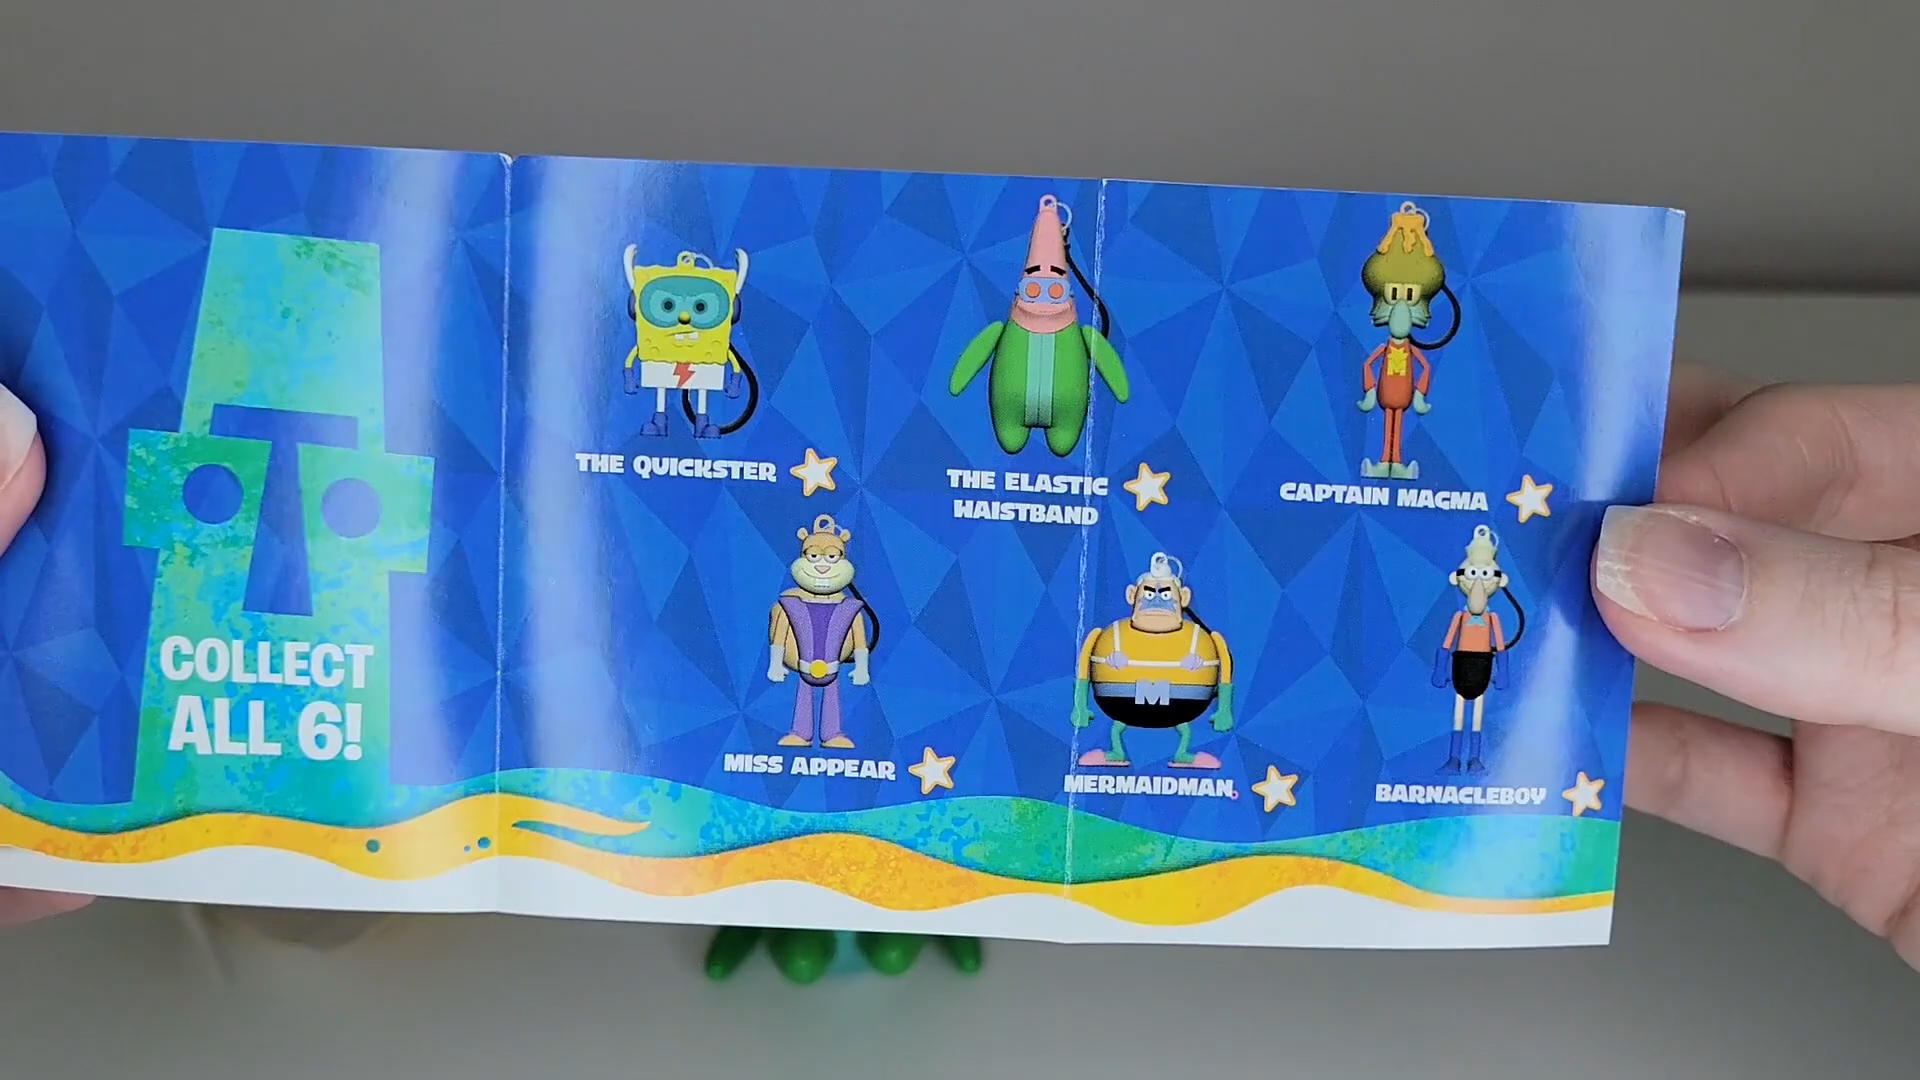 COLLECT
ALL 6!
THE QUICKSTER
THE ELASTIC
WAISTBAND
CAPTAIN MAGMA
M
MISS APPEAR
M
MERMAIDMAN
BARNACLEBOY